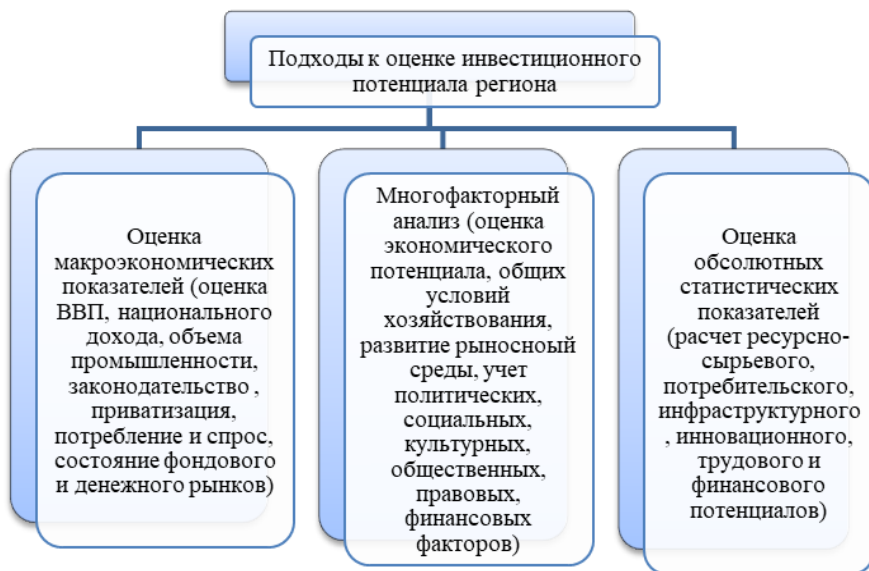 Подходы к оценке инвестиционного
потенциала региона
Оценка
макроэкономических
показателей (оценка
ВВП, национального
дохода, объема
промышленности,
законодательство ,
приватизация,
потребление и спрос,
состояние фондового
и денежного рынков)
Многофакторный
анализ (оценка
экономического
потенциала, общих
условий
хозяйствования,
развитие рыносноый
среды, учет
политических,
социальных,
культурных,
общественных,
правовых,
финансовых
факторов)
Оценка
обсолютных
статистических
показателей
(расчет ресурсно-
сырьевого,
потребительского,
инфраструктурного
, инновационного,
трудового и
финансового
потенциалов)